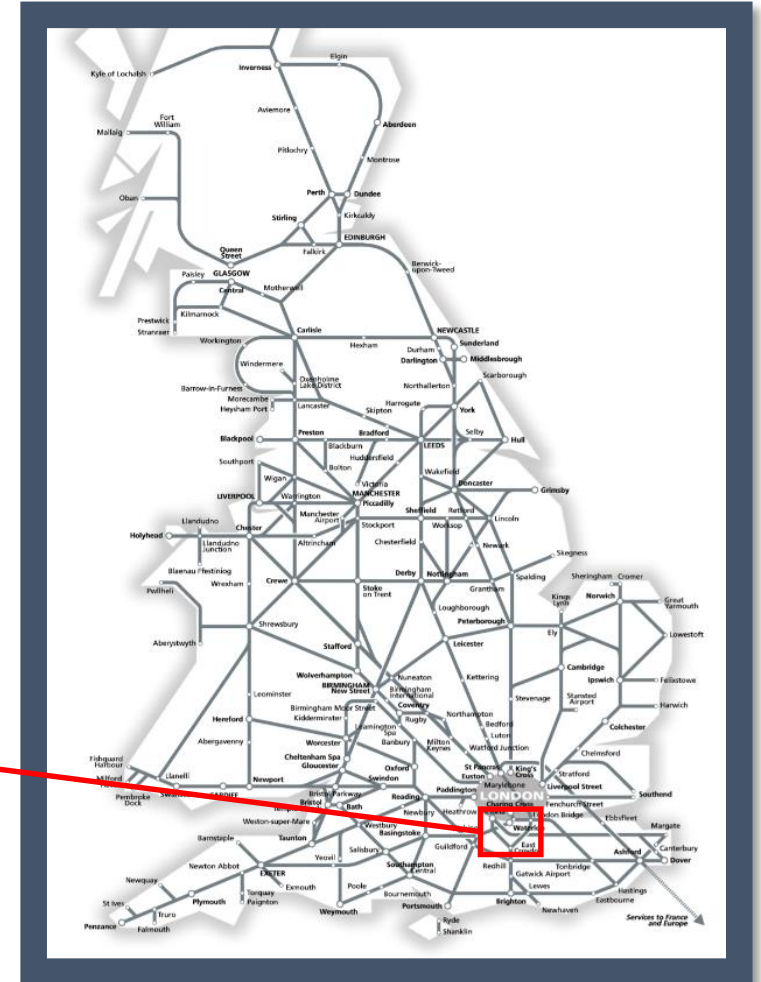 Elgin
Inverness
Kyle of Lochalsh
Aviemore
Fort
William
Aberdeen
Mallaig
Pitlochry
Montrose
Perth
Dundee
Oban
Kirkcaldy
Stirling
EDINBURGH
Queen
Street
Falkirk
Berwick-
upon-Tweed
Paisley
GLASGOW
Central
Motherwell
Kilmarnock
Prestwick
Stranraer
Carlisle
NEWCASTLE
Workington
Hexham
Sunderland
Durham
Darlington
Middlesbrough
Windermere
Scarborough
Oxenholme
Lake District
Northallerton
Barrow-in-Furness
Morecambe
Heysham Port
Lancaster
Harrogate
York
Skipton
Preston
Bradford
Selby
Blackpool
Blackburn
LEEDS
Hull
Huddersfield
Southport
Bolton
Wakefield
Wigan
Victoria
Doncaster
MANCHESTER
Grimsby
LIVERPOOL
Warrington
Piccadilly
Manchester
Airport
Sheffield
Retford
Lincoln
Llandudno
Stockport
Worksop
Holyhead
Chester
Llandudno
Junction
Altrincham
Chesterfield
Newark
Skegness
Blaenau Ffestiniog
Derby
Nottingham
Spalding
Sheringham
Cromer
Pwllheli
Wrexham
Crewe
Stoke
on Trent
Grantham
Kings
Lynn
Norwich
Great
Yarmouth
Loughborough
Peterborough
Shrewsbury
Ely
Lowestoft
Aberystwyth
Stafford
Leicester
Cambridge
Wolverhampton
BIRMINGHAM
New Street
Nuneaton
Kettering
Ipswich
Felixstowe
Birmingham
International
Leominster
Stevenage
Stansted
Airport
Birmingham Moor Street
Coventry
Harwich
Hereford
Kidderminster
Rugby
Northampton
Leamington
Spa
Bedford
Colchester
Abergavenny
Worcester
Banbury
Milton
Keynes
Luton
Watford Junction
Chelmsford
Cheltenham Spa
Gloucester
Oxford
St Pancras
King's
Cross
Fishguard
Harbour
Euston
Stratford
Milford
Llanelli
Newport
Swindon
Marylebone
Liverpool Street
Pembroke
Dock
CARDIFF
Bristol Parkway
Reading
Paddington
LONDON
Southend
Bristol
Bath
Heathrow
Charing Cross
Fenchurch Street
Weston-super-Mare
Newbury
London Bridge
Ebbsfleet
Westbury
Basingstoke
Waterloo
Margate
Barnstaple
Taunton
Salisbury
Guildford
East
Croydon
Canterbury
Newton Abbot
Yeovil
Southampton
Central
Redhill
Tonbridge
Ashford
Dover
Newquay
EXETER
Gatwick Airport
Exmouth
Poole
Lewes
Hastings
St Ives
Plymouth
Torquay
Paignton
Bournemouth
Brighton
Eastbourne
Truro
Weymouth
Portsmouth
Newhaven
Penzance
Falmouth
Ryde
Shanklin
Services to France
and Europe